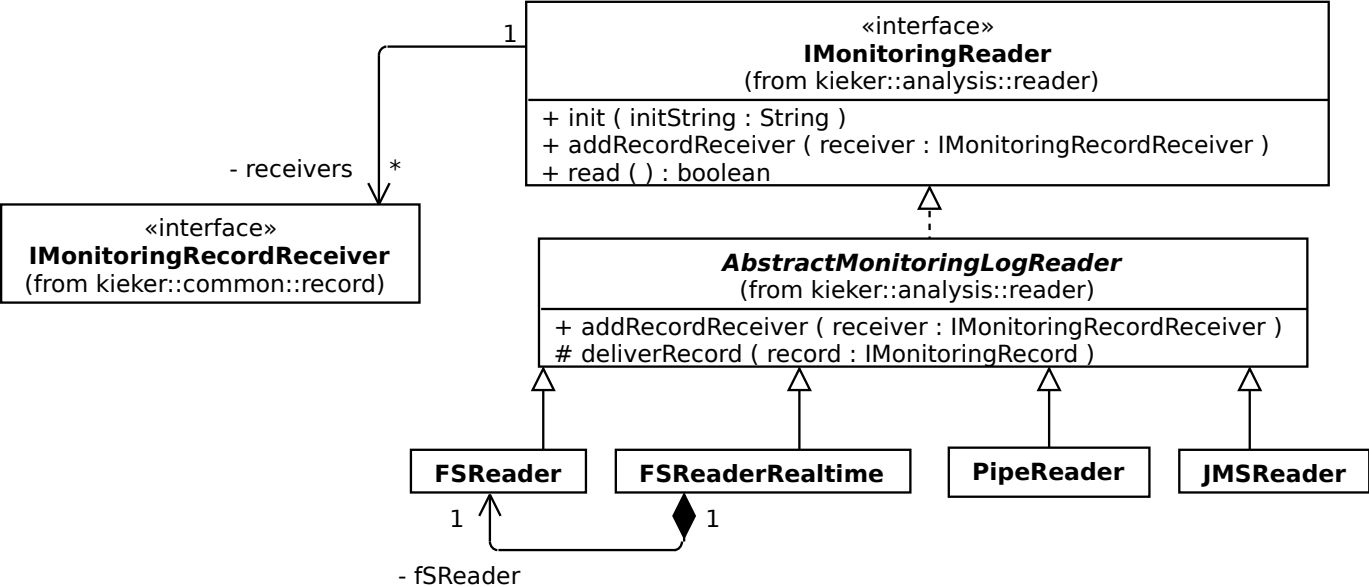 «interface»
IMonitoringReader
(from kieker::analysis::reader)
+ init ( initString : String )
+ addRecordReceiver ( receiver : IMonitoringRecordReceiver )
+ read ( ) : boolean
1
- receivers
*
«interface»
IMonitoringRecordReceiver
(from kieker::common::record)
AbstractMonitoringLogReader
(from kieker::analysis::reader)
+ addRecordReceiver ( receiver : IMonitoringRecordReceiver )
# deliverRecord ( record : IMonitoringRecord )
FSReader
FSReaderRealtime
PipeReader
JMSReader
1
1
- fSReader